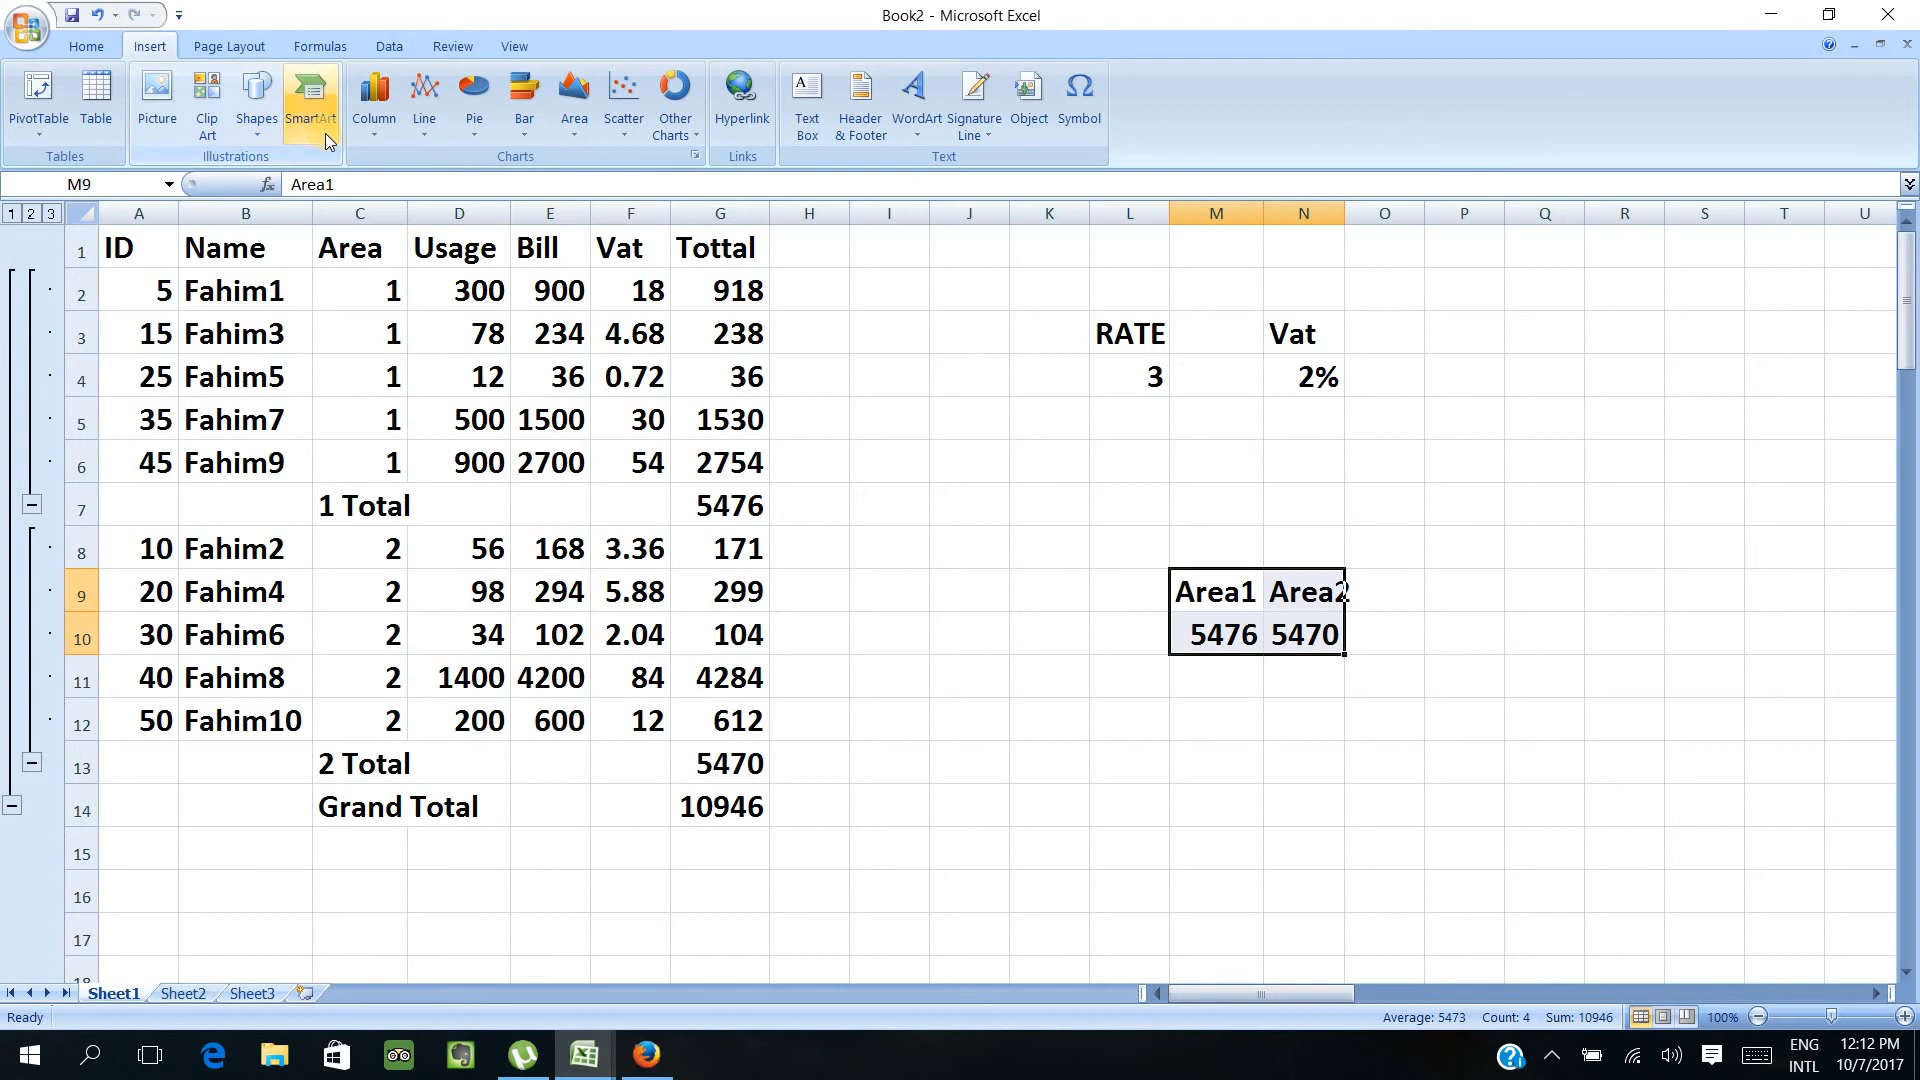 Book2 - Microsoft Excel
Home Insert Page Layout Formulas Data Review View
PivotTable Table Picture Clip Art Shapes SmartArt Column Line Pie Bar Area Scatter Other Charts Hyperlink Text Box Header & Footer WordArt Signature Line Object Symbol
Tables Illustrations Charts Links Text
M9 fx Area1
1 2 3 A B C D E F G H I J K L M N O P Q R S T U
1 ID Name Area Usage Bill Vat Tottal
2 5 Fahim1 1 300 900 18 918
3 15 Fahim3 1 78 234 4.68 238 RATE Vat
4 25 Fahim5 1 12 36 0.72 36 3 2%
5 35 Fahim7 1 500 1500 30 1530
6 45 Fahim9 1 900 2700 54 2754
7 1 Total 5476
8 10 Fahim2 2 56 168 3.36 171
9 20 Fahim4 2 98 294 5.88 299 Area1 Area2
10 30 Fahim6 2 34 102 2.04 104 5476 5470
11 40 Fahim8 2 1400 4200 84 4284
12 50 Fahim10 2 200 600 12 612
13 2 Total 5470
14 Grand Total 10946
15
16
17
18
Sheet1 Sheet2 Sheet3
Ready Average: 5473 Count: 4 Sum: 10946 100%
ENG 12:12 PM
INTL 10/7/2017